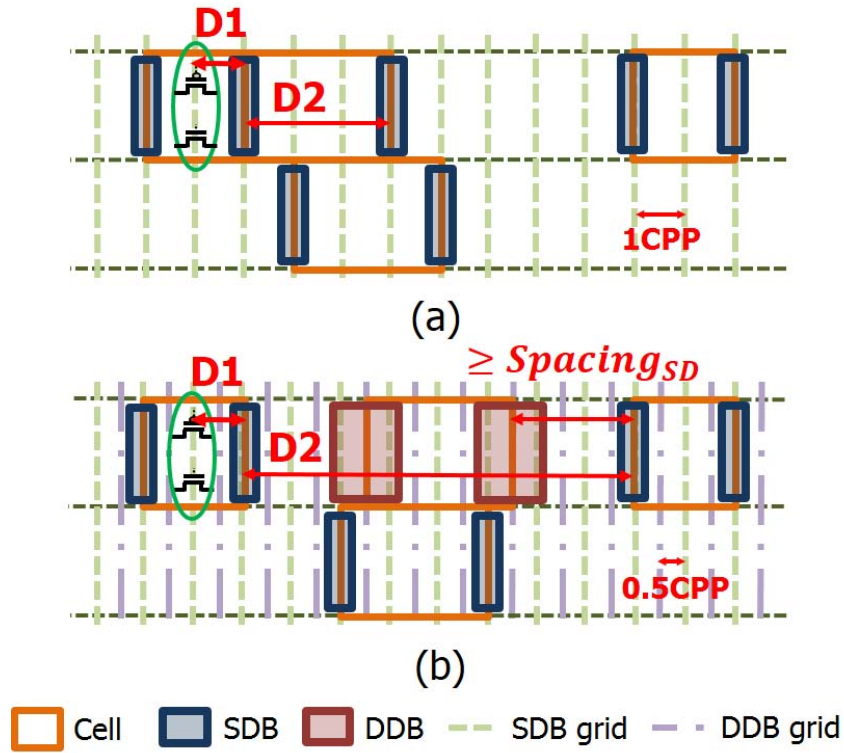 D1
D2
1CPP
(a)
≥ Spacing_SD
D1
D2
0.5CPP
(b)
Cell SDB DDB SDB grid DDB grid